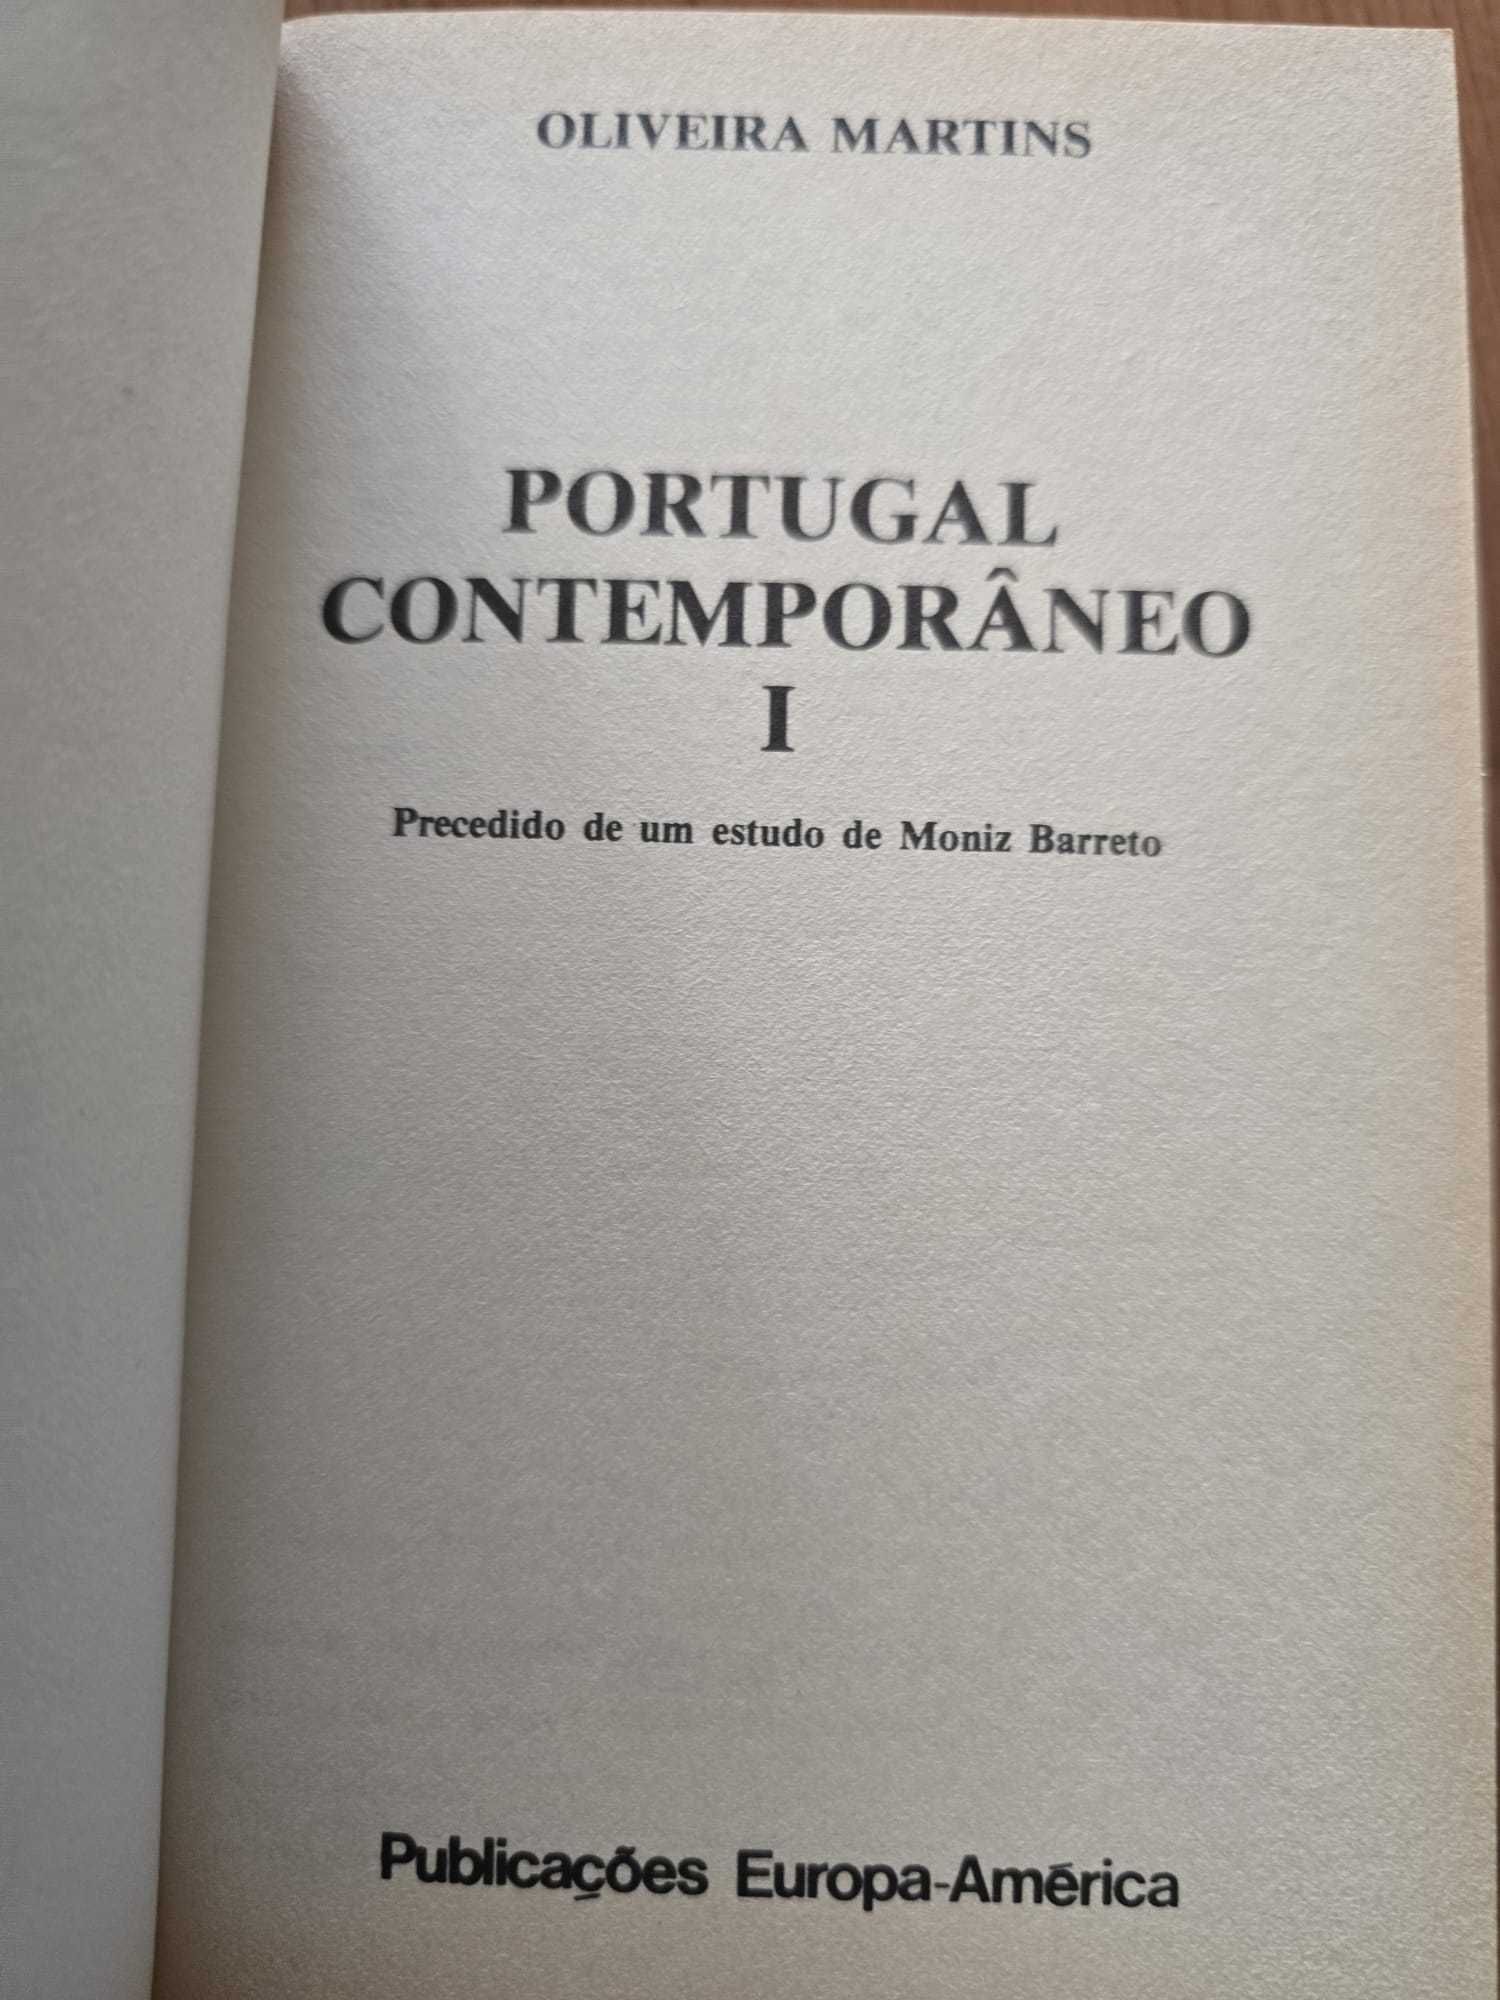 OLIVEIRA MARTINS
PORTUGAL
CONTEMPORÂNEO
I
Precedido de um estudo de Moniz Barreto
Publicações Europa-América